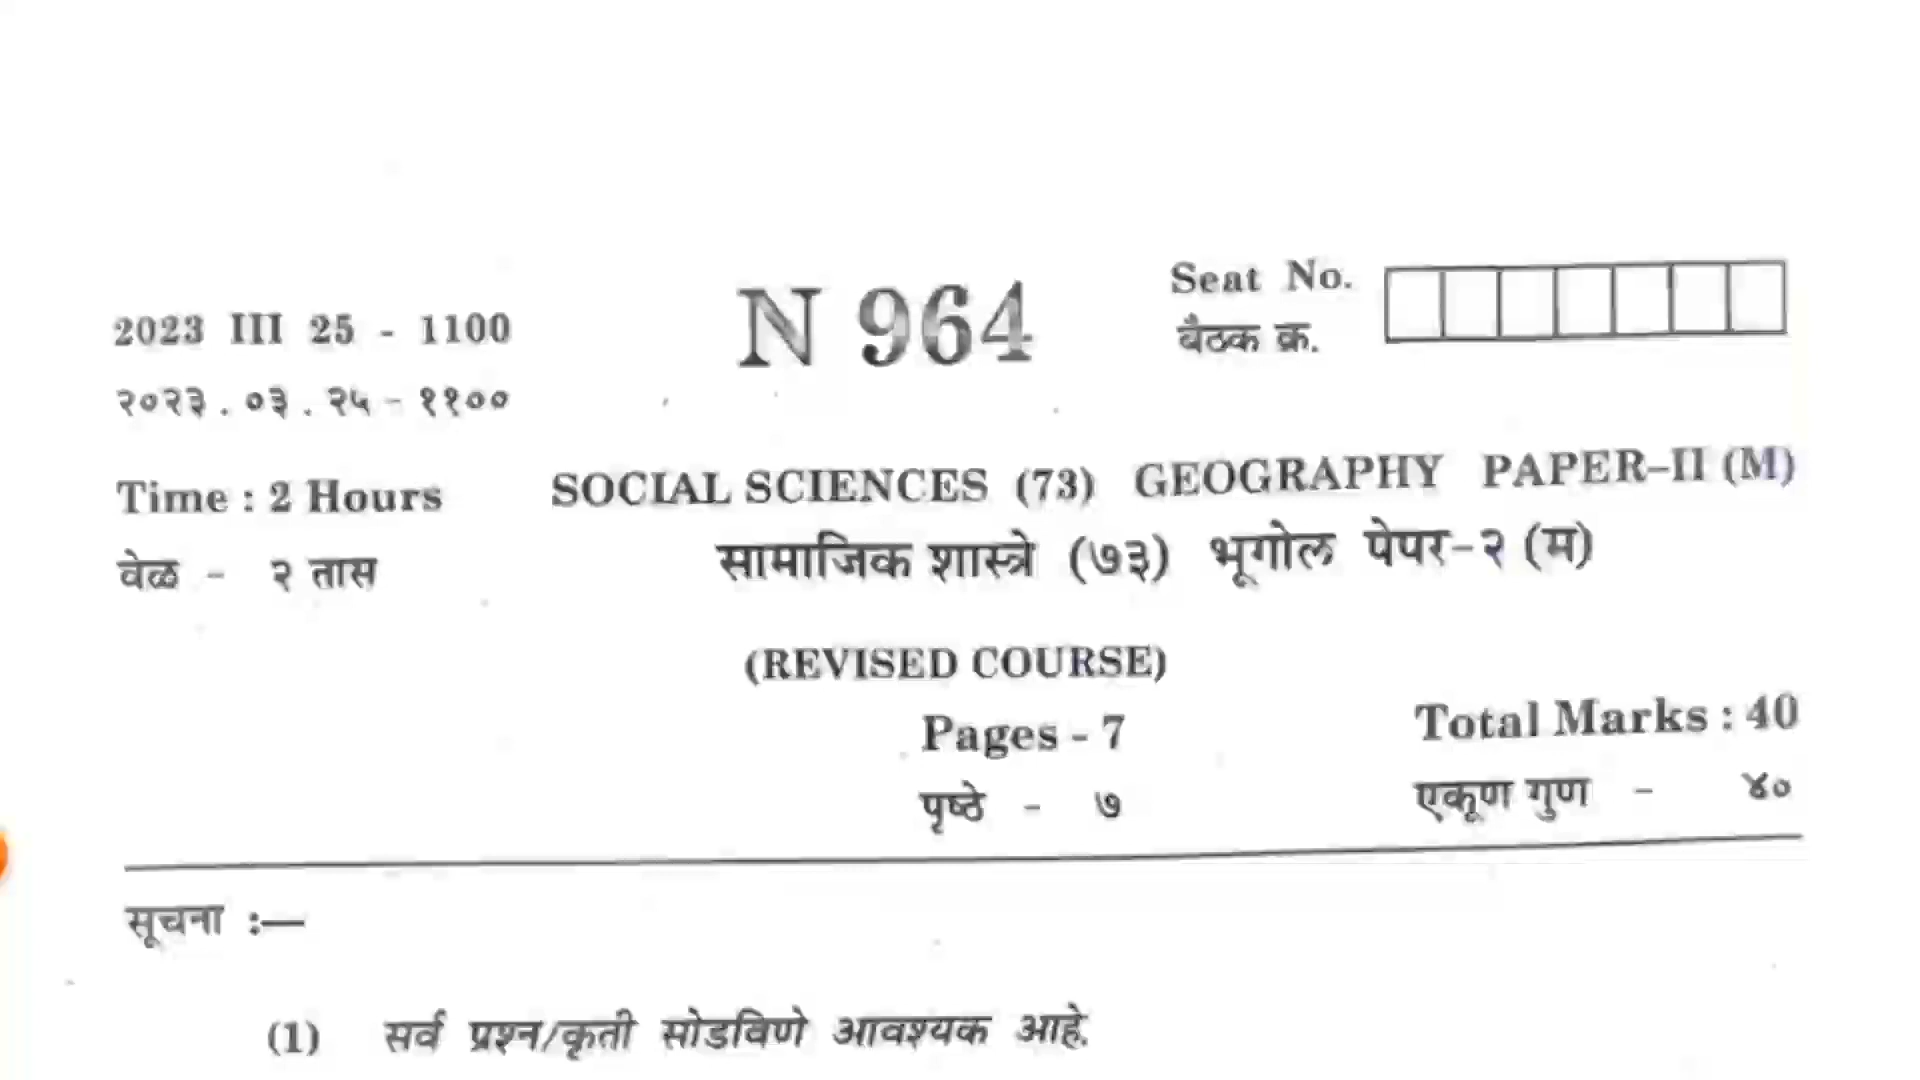 Seat No.
2023 III 25 - 1100
N 964
बैठक क्र.
२०२३ . ०३ . २५ - ११००
Time : 2 Hours
SOCIAL SCIENCES (73) GEOGRAPHY PAPER–II (M)
वेळ - २ तास
सामाजिक शास्त्रे (७३) भूगोल पेपर-२ (म)
(REVISED COURSE)
Pages - 7
Total Marks : 40
पृष्ठे - ७
एकूण गुण - ४०
सूचना :—
(1) सर्व प्रश्न/कृती सोडविणे आवश्यक आहे.